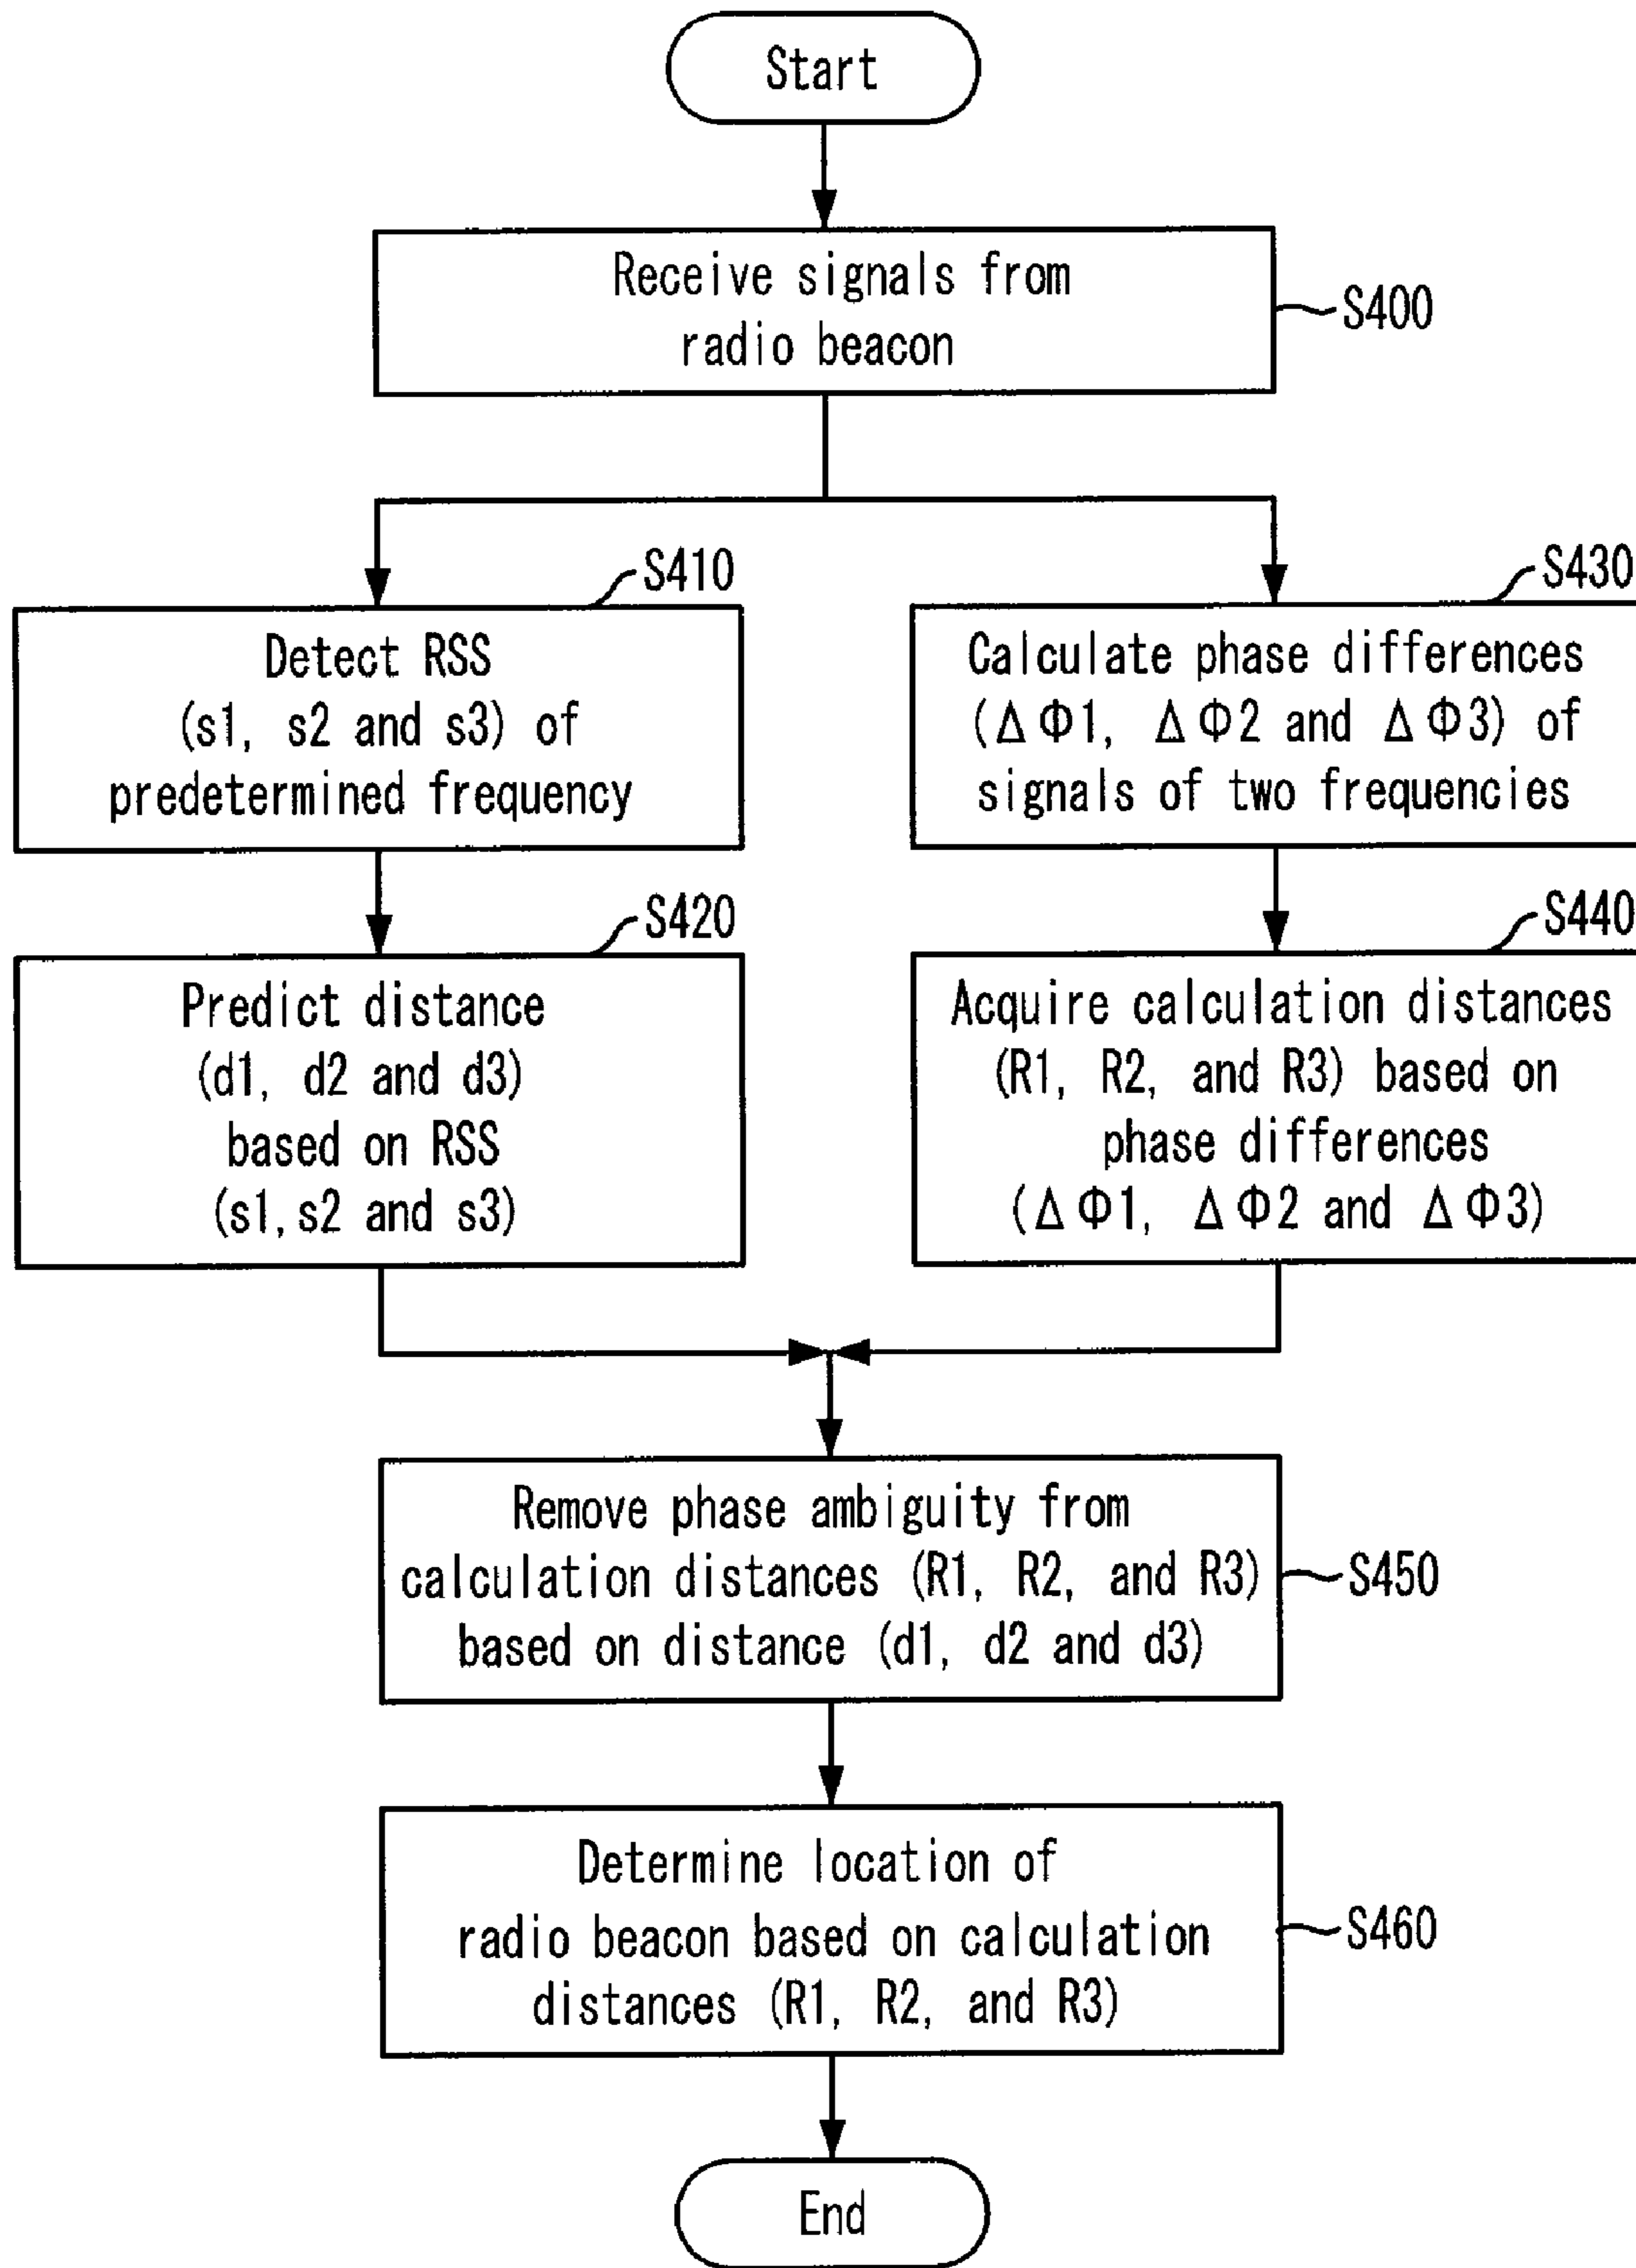 Start
Receive signals from
radio beacon
S400
S410
Detect RSS
(s1, s2 and s3) of
predetermined frequency
S430
Calculate phase differences
(ΔΦ1, ΔΦ2 and ΔΦ3) of
signals of two frequencies
S420
Predict distance
(d1, d2 and d3)
based on RSS
(s1,s2 and s3)
S440
Acquire calculation distances
(R1, R2, and R3) based on
phase differences
(ΔΦ1, ΔΦ2 and ΔΦ3)
Remove phase ambiguity from
calculation distances (R1, R2, and R3)
based on distance (d1, d2 and d3)
S450
Determine location of
radio beacon based on calculation
distances (R1, R2, and R3)
S460
End